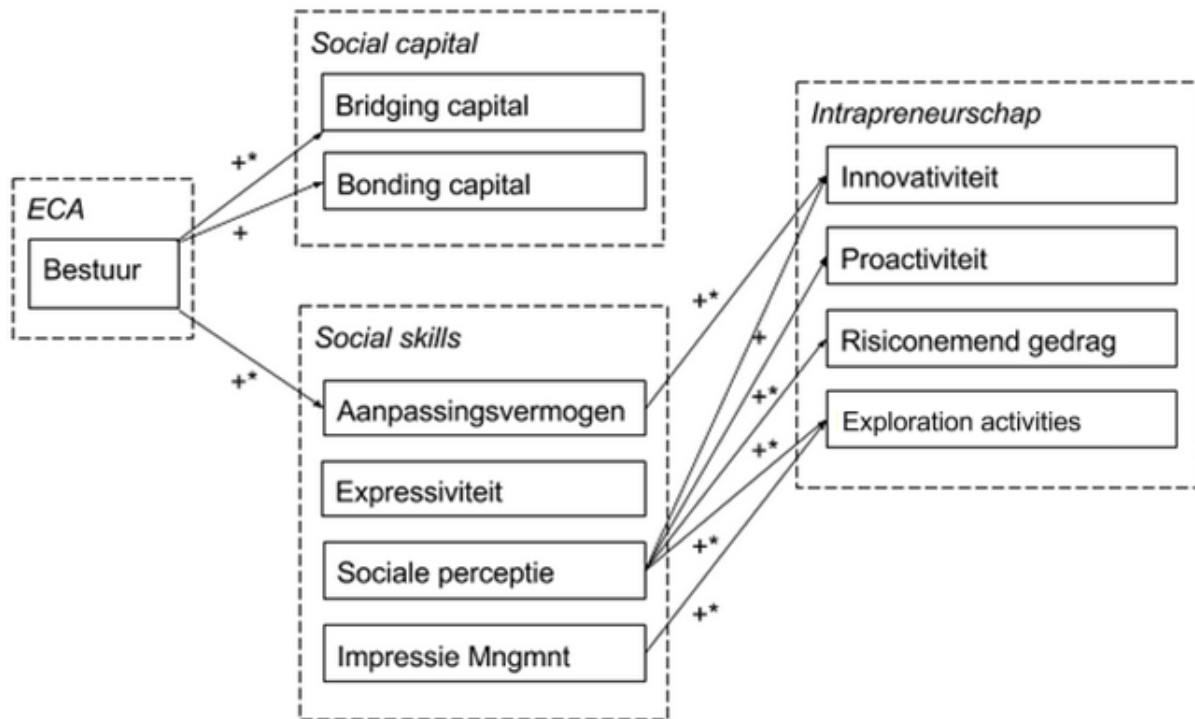 Social capital
Bridging capital
Bonding capital
+*
+
ECA
Bestuur
+*
Social skills
Aanpassingsvermogen
Expressiviteit
Sociale perceptie
Impressie Mngmnt
+*
+
+*
+*
+*
+*
Intrapreneurschap
Innovativiteit
Proactiviteit
Risiconemend gedrag
Exploration activities